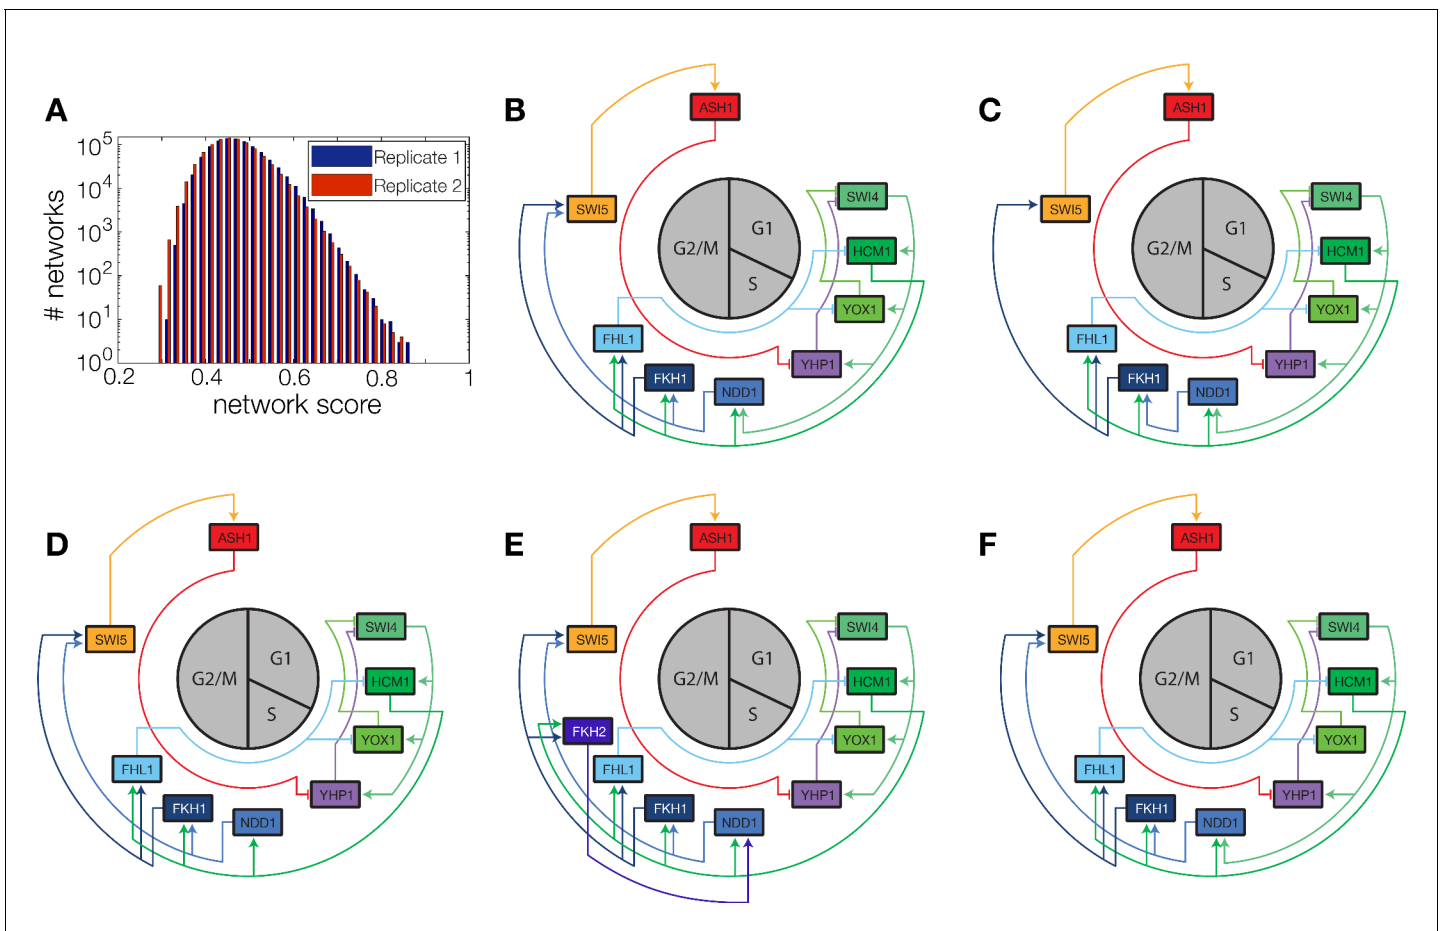 A
10^5
10^4
10^3
10^2
10^1
10^0
# networks
0.2 0.4 0.6 0.8 1
network score
Replicate 1
Replicate 2
B
ASH1
SWI5
SWI4
G1
G2/M
HCM1
S
YOX1
FHL1
YHP1
FKH1
NDD1
C
ASH1
SWI5
SWI4
G1
G2/M
HCM1
S
YOX1
FHL1
YHP1
FKH1
NDD1
D
ASH1
SWI5
SWI4
G1
G2/M
HCM1
S
YOX1
FHL1
YHP1
FKH1
NDD1
E
ASH1
SWI5
SWI4
G1
G2/M
HCM1
S
FKH2
YOX1
FHL1
YHP1
FKH1
NDD1
F
ASH1
SWI5
SWI4
G1
G2/M
HCM1
S
YOX1
FHL1
YHP1
FKH1
NDD1